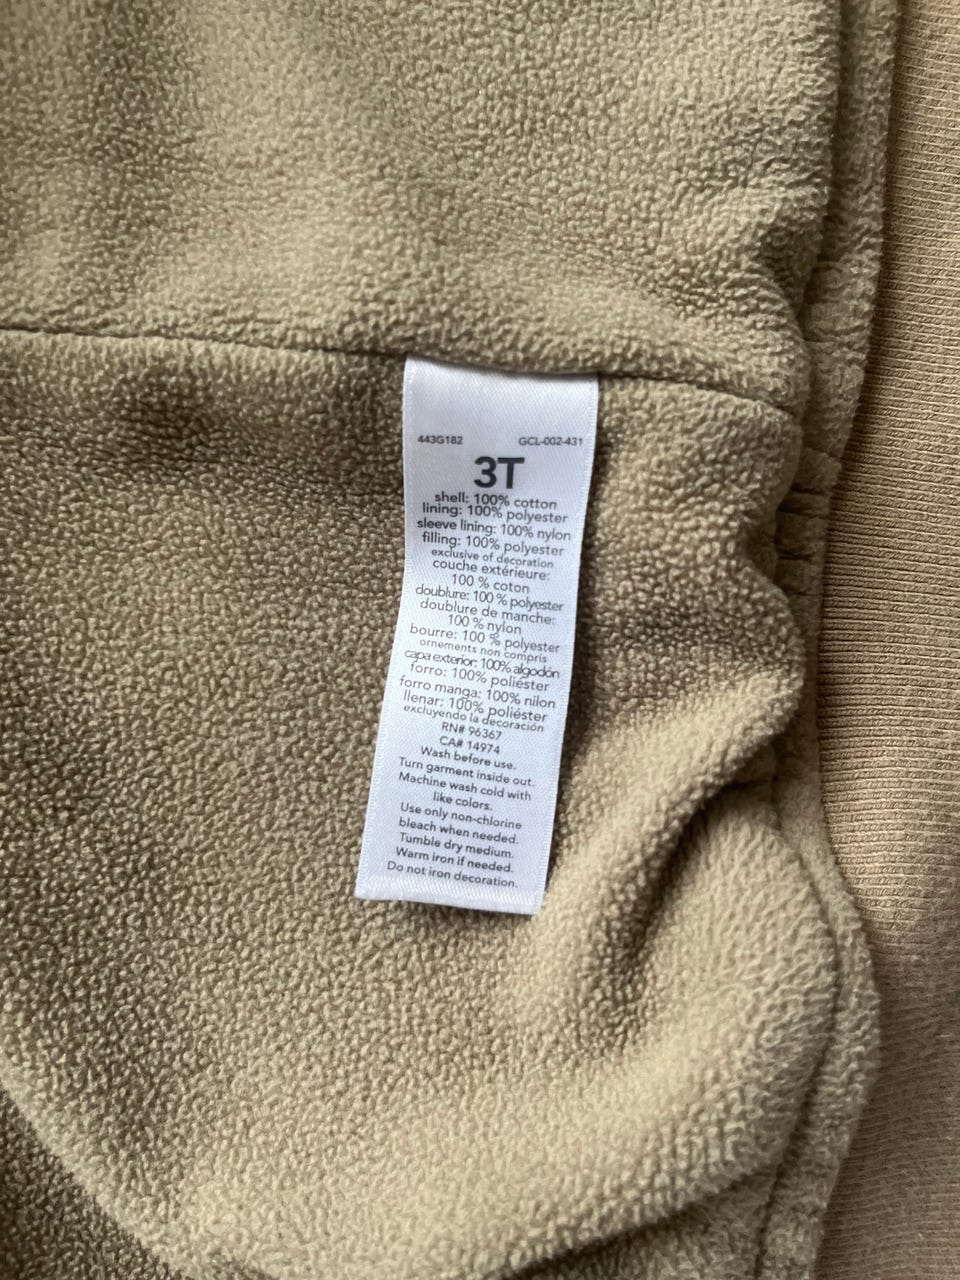 443G182 GCL-002-431
3T
shell: 100% cotton
lining: 100% polyester
sleeve lining: 100% nylon
filling: 100% polyester
exclusive of decoration
couche extérieure:
100 % coton
doublure: 100 % polyester
doublure de manche:
100 % nylon
bourre: 100 % polyester
ornements non compris
capa exterior: 100% algodón
forro: 100% poliéster
forro manga: 100% nilon
llenar: 100% poliéster
excluyendo la decoración
RN# 96367
CA# 14974
Wash before use.
Turn garment inside out.
Machine wash cold with
like colors.
Use only non-chlorine
bleach when needed.
Tumble dry medium.
Warm iron if needed.
Do not iron decoration.